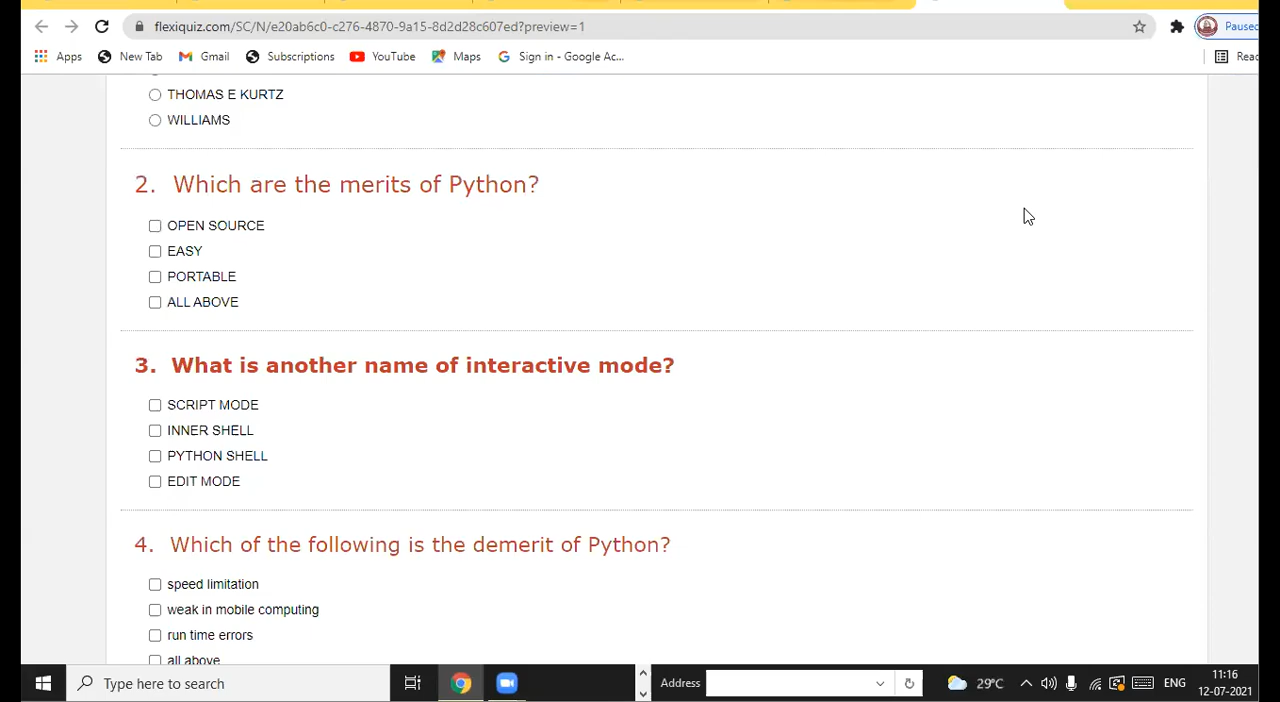 flexiquiz.com/SC/N/e20ab6c0-c276-4870-9a15-8d2d28c607ed?preview=1
Paused
Apps
New Tab
Gmail
Subscriptions
YouTube
Maps
Sign in - Google Ac...
THOMAS E KURTZ
WILLIAMS
2. Which are the merits of Python?
OPEN SOURCE
EASY
PORTABLE
ALL ABOVE
3. What is another name of interactive mode?
SCRIPT MODE
INNER SHELL
PYTHON SHELL
EDIT MODE
4. Which of the following is the demerit of Python?
speed limitation
weak in mobile computing
run time errors
all above
Type here to search
Address
29°C
ENG
11:16
12-07-2021